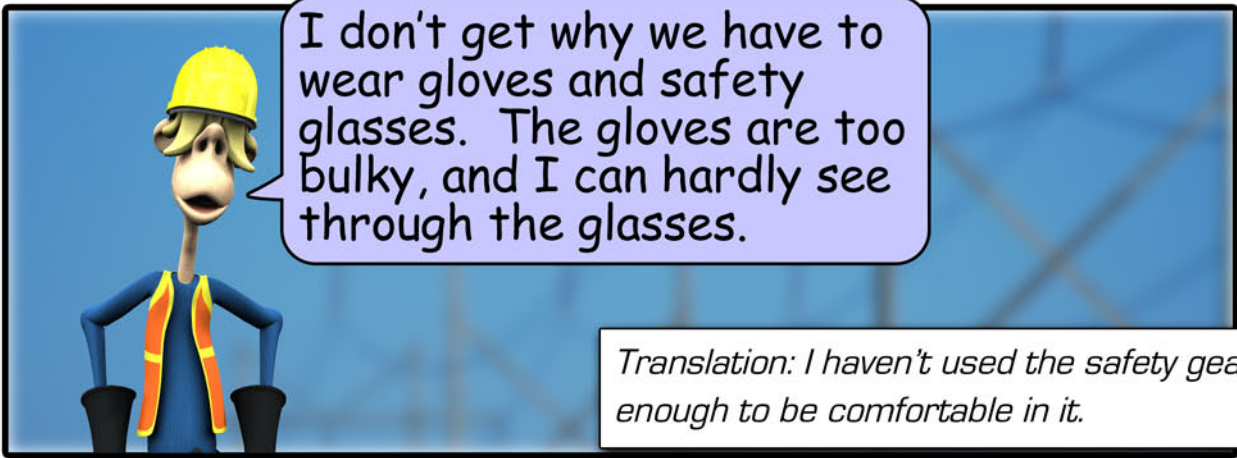 I don't get why we have to
wear gloves and safety
glasses.  The gloves are too
bulky, and I can hardly see
through the glasses.
Translation: I haven't used the safety gea
enough to be comfortable in it.